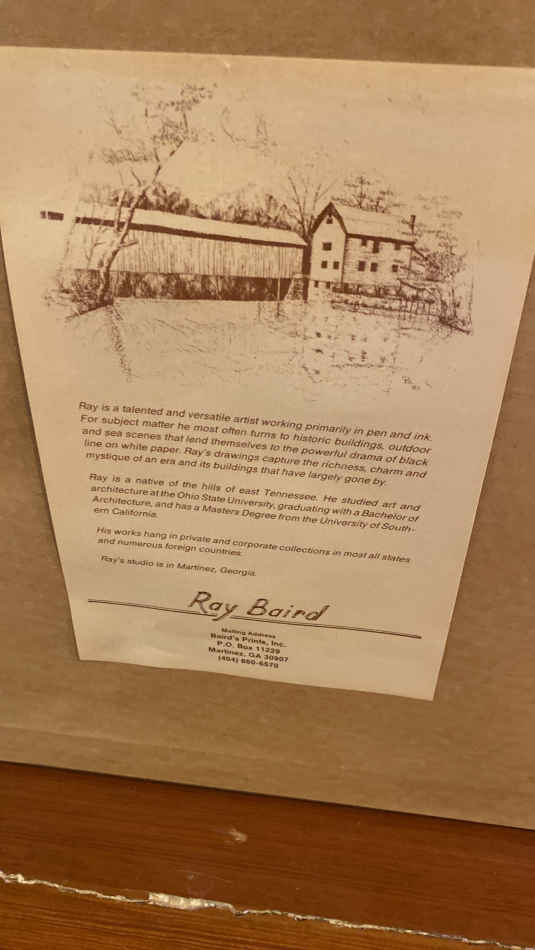 Ray is a talented and versatile artist working primarily in pen and ink.
For subject matter he most often turns to historic buildings, outdoor
and sea scenes that lend themselves to the powerful drama of black
line on white paper. Ray's drawings capture the richness, charm and
mystique of an era and its buildings that have largely gone by.
Ray is a native of the hills of east Tennessee. He studied art and
architecture at the Ohio State University, graduating with a Bachelor of
Architecture, and has a Masters Degree from the University of South-
ern California.
His works hang in private and corporate collections in most all states
and numerous foreign countries.
Ray's studio is in Martinez, Georgia.
Ray Baird
Mailing Address
Baird's Prints, Inc.
P.O. Box 11229
Martinez, GA 30907
(404) 860-6570